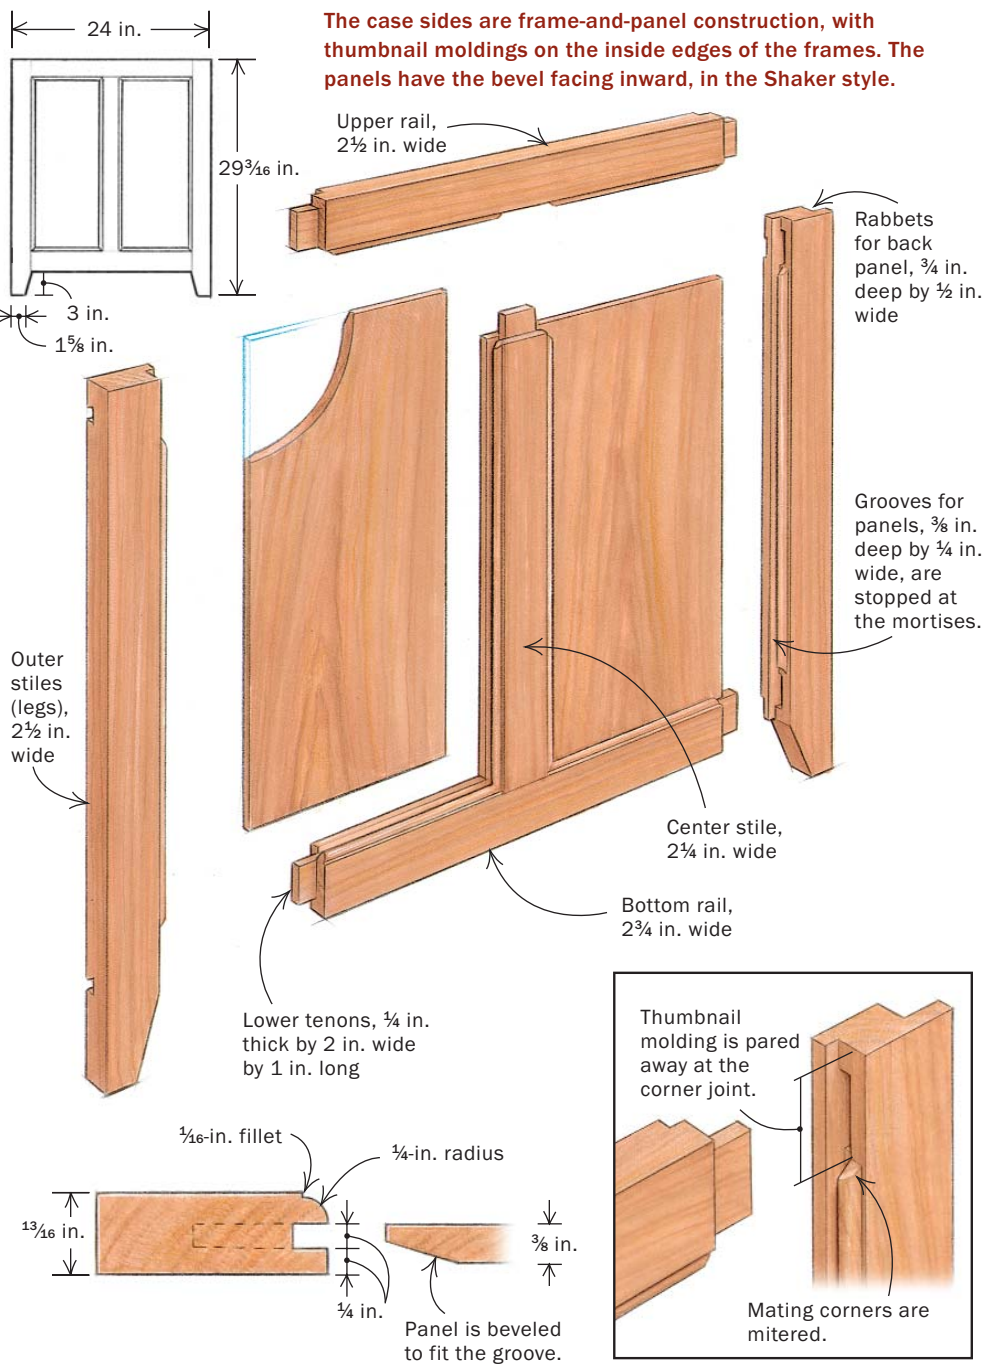 The case sides are frame-and-panel construction, with
thumbnail moldings on the inside edges of the frames. The
panels have the bevel facing inward, in the Shaker style.
24 in.
29³⁄₁₆ in.
3 in.
1⅝ in.
Upper rail,
2½ in. wide
Rabbets
for back
panel, ¾ in.
deep by ½ in.
wide
Grooves for
panels, ⅜ in.
deep by ¼ in.
wide, are
stopped at
the mortises.
Outer
stiles
(legs),
2½ in.
wide
Center stile,
2¼ in. wide
Bottom rail,
2¾ in. wide
Lower tenons, ¼ in.
thick by 2 in. wide
by 1 in. long
¹⁄₁₆-in. fillet
¼-in. radius
¹³⁄₁₆ in.
⅜ in.
¼ in.
Panel is beveled
to fit the groove.
Thumbnail
molding is pared
away at the
corner joint.
Mating corners are
mitered.